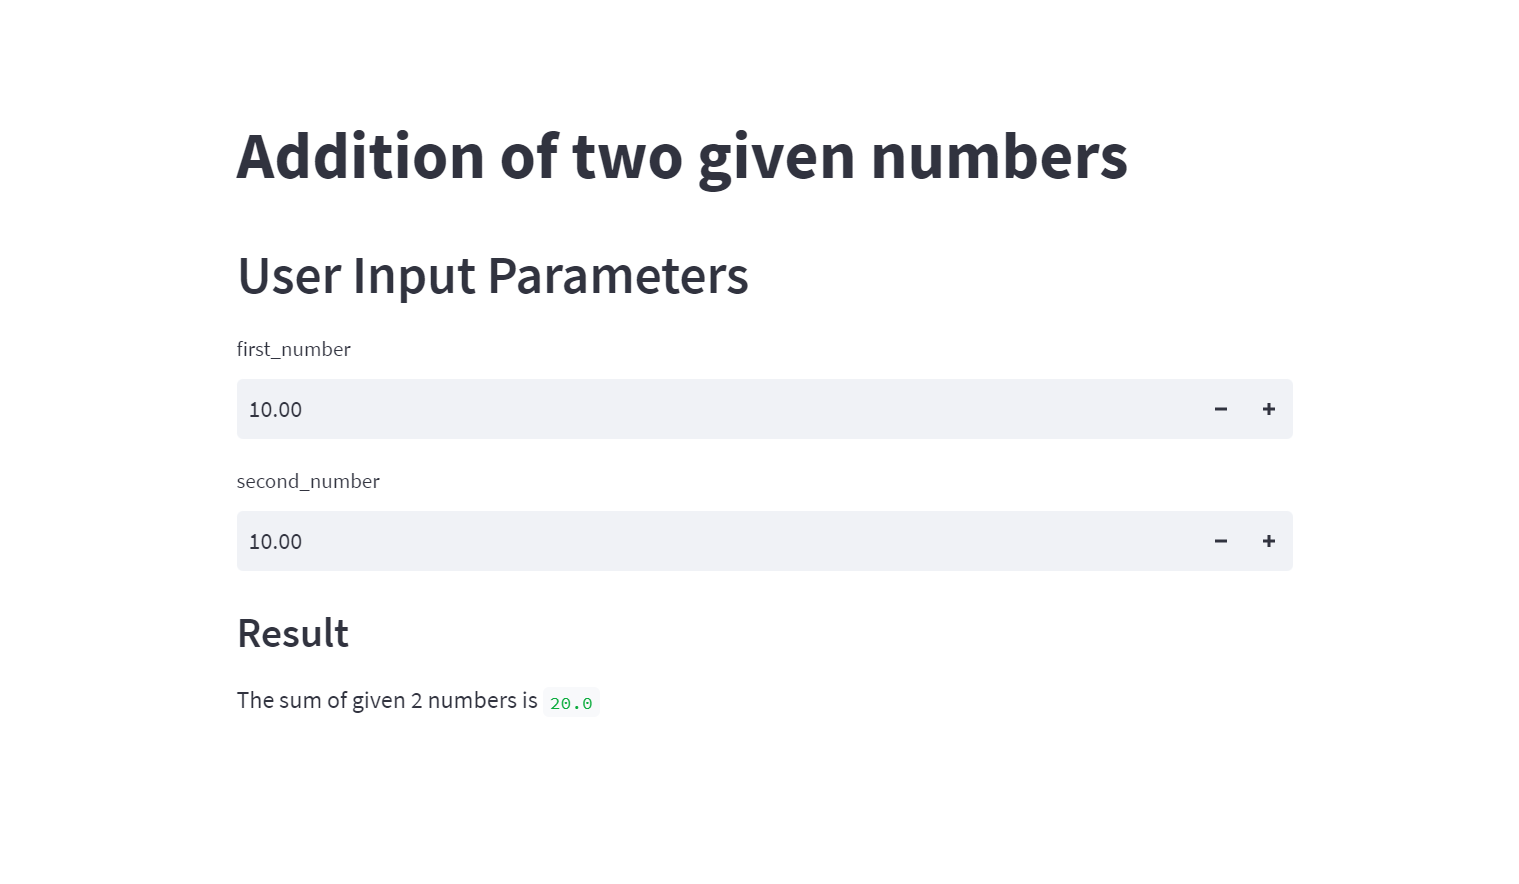 Addition of two given numbers
User Input Parameters
first_number
10.00
second_number
10.00
Result
The sum of given 2 numbers is 20.0